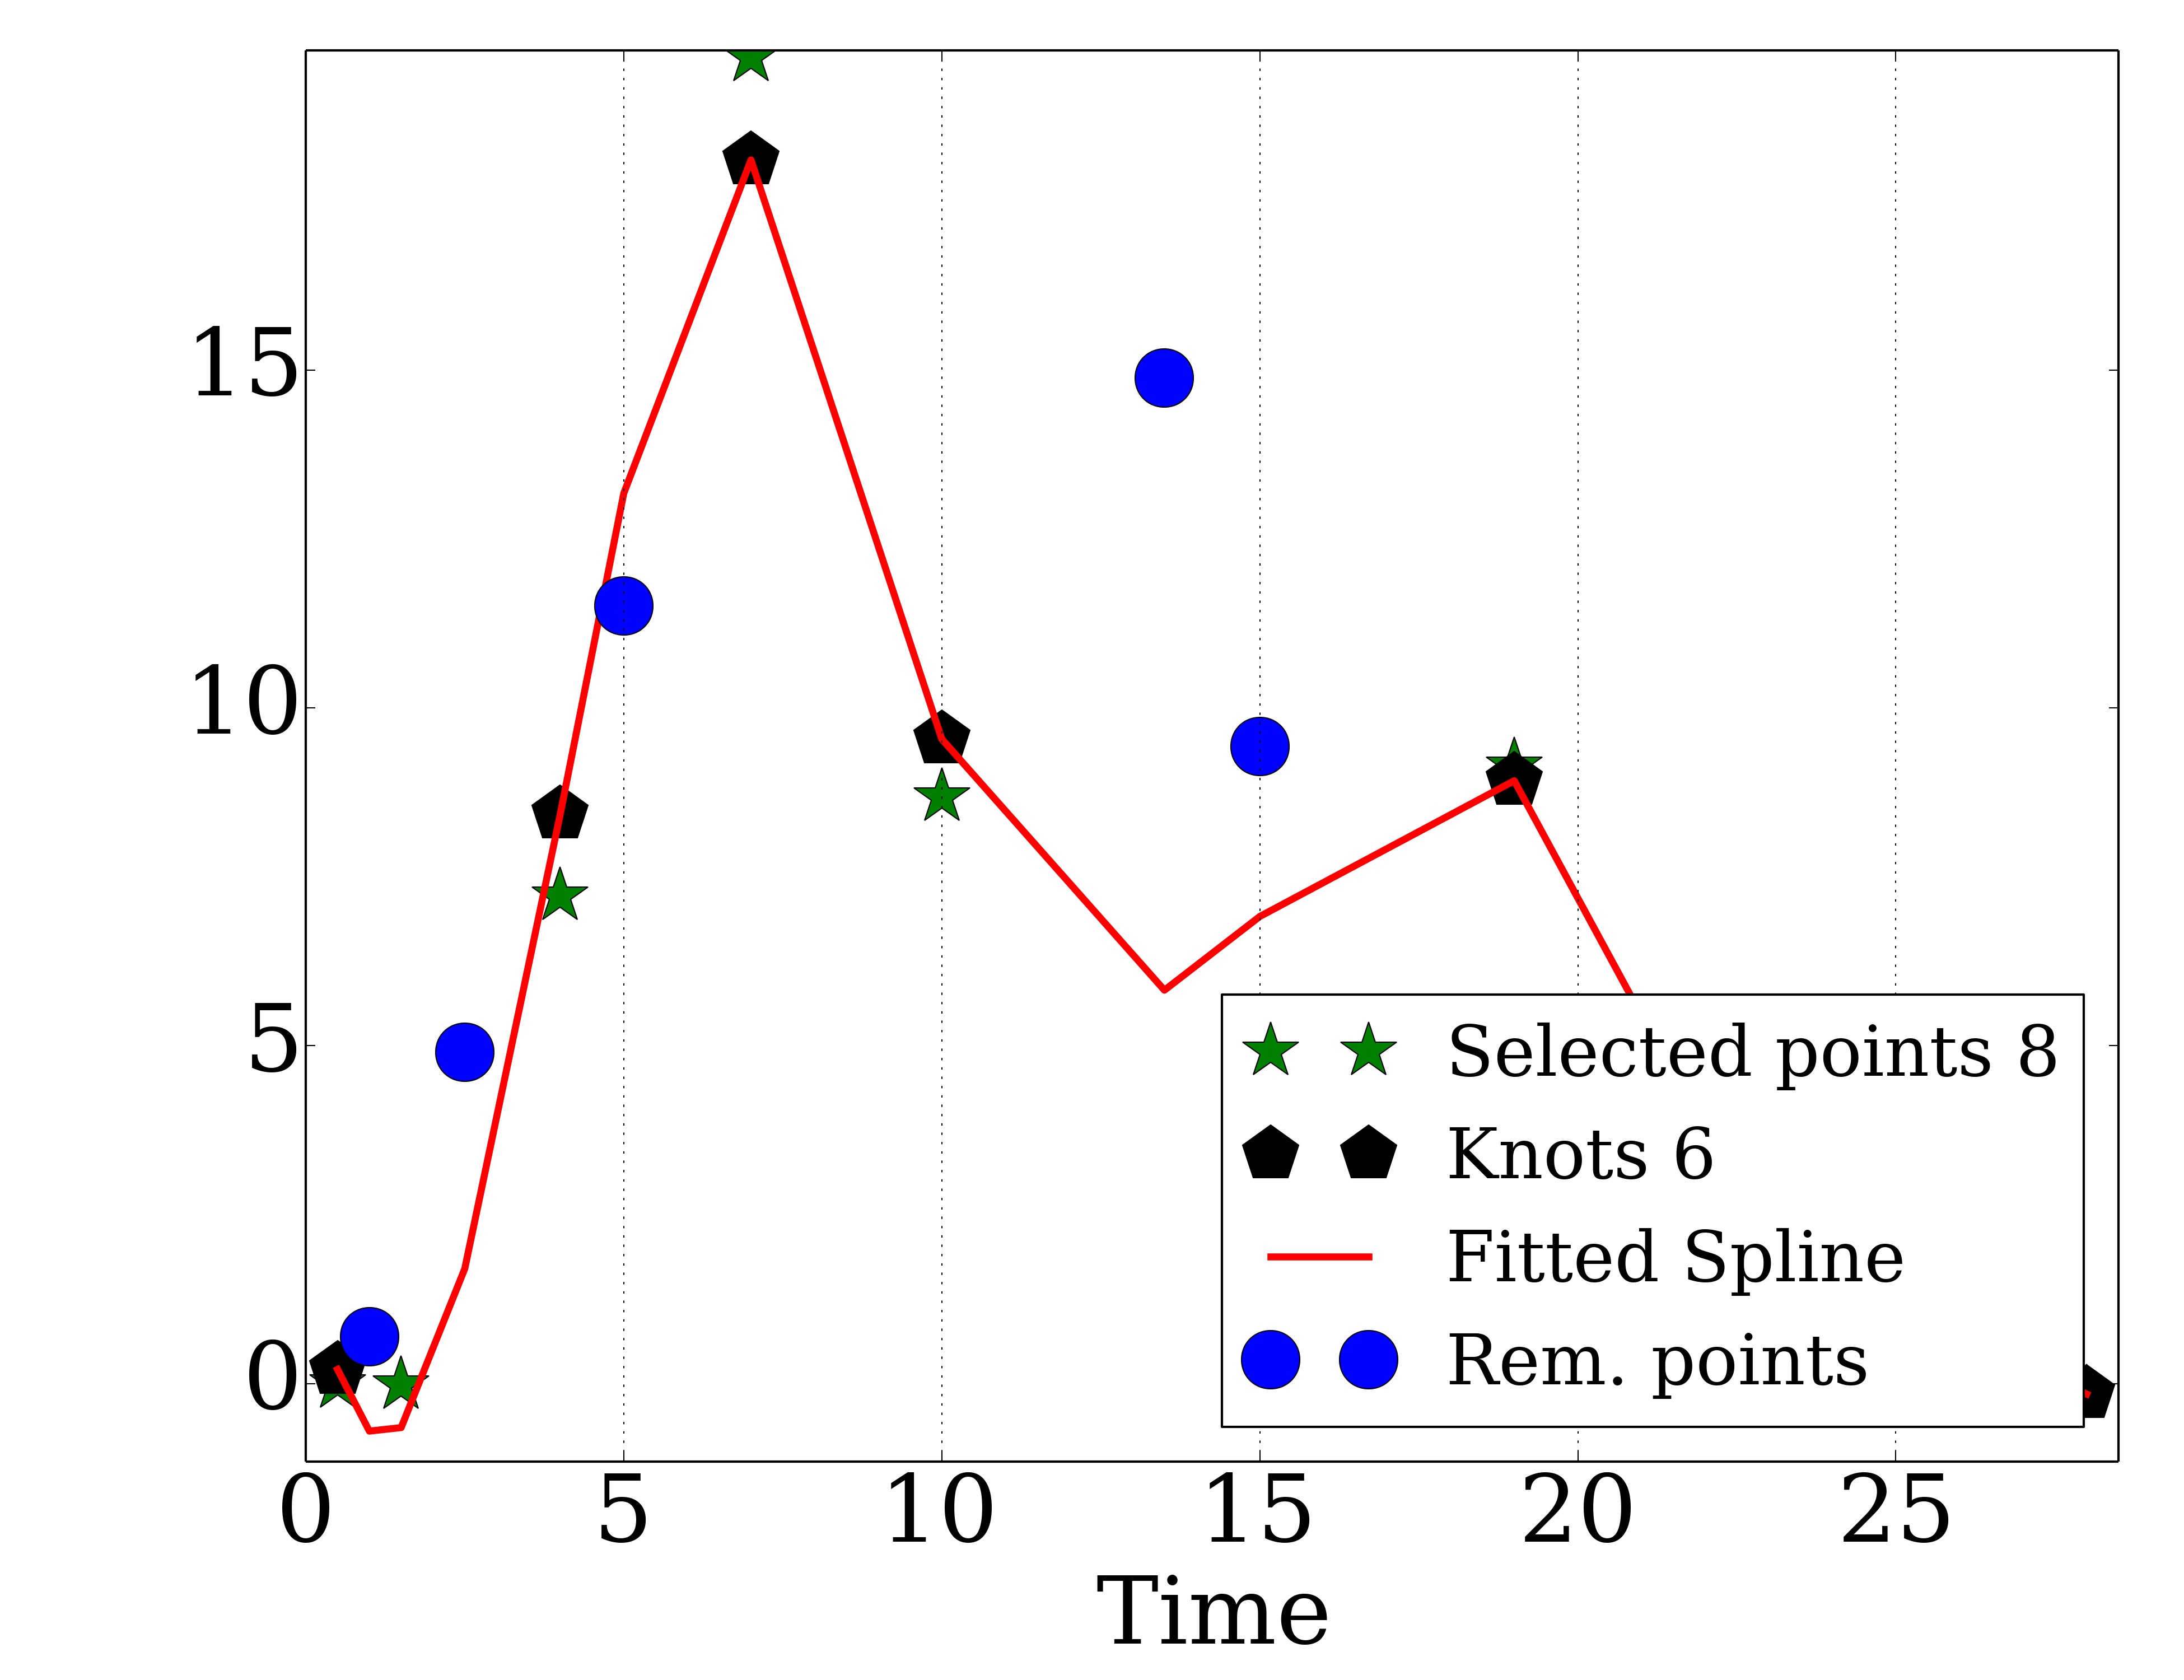 15
10
5
0
Selected points 8
Knots 6
Fitted Spline
Rem. points
0 5 10 15 20 25
Time